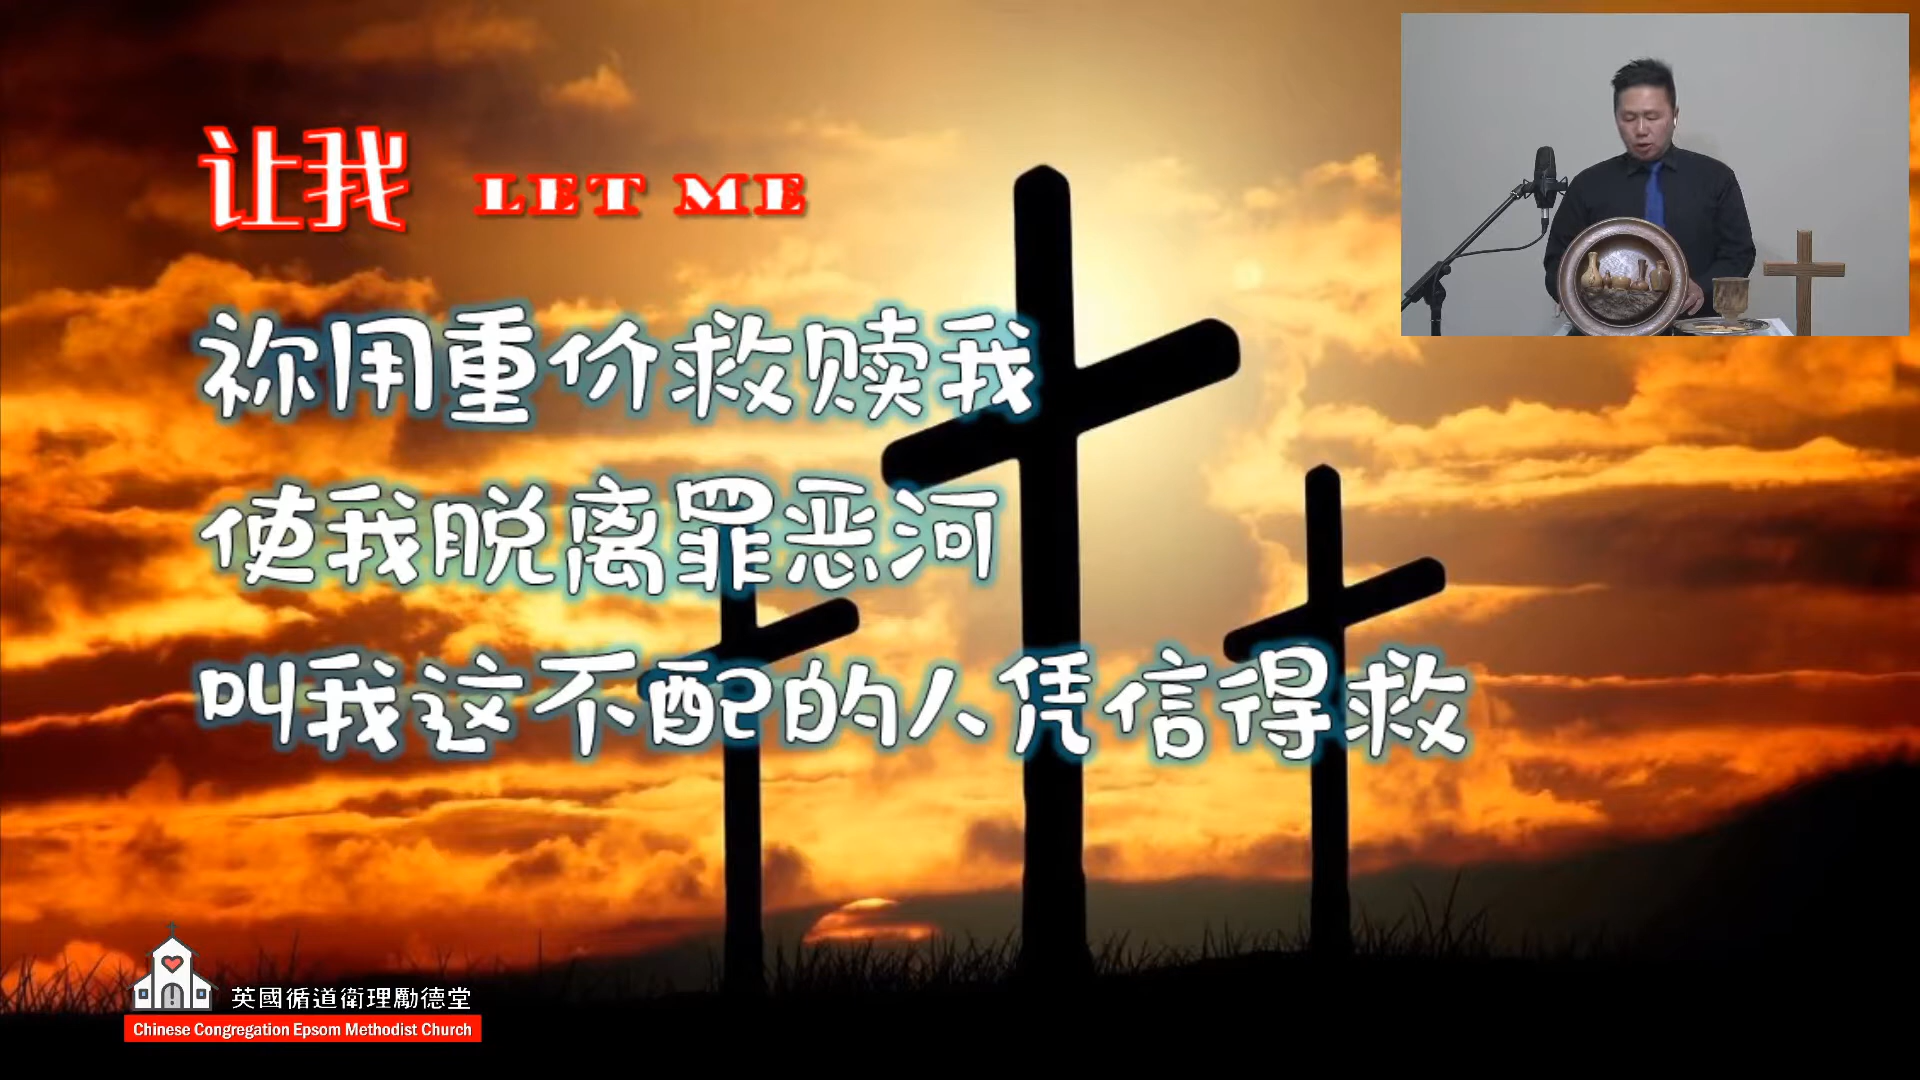 让我 LET ME
祢用重价救赎我
使我脱离罪恶河
叫我这不配的人凭信得救
英國循道衛理勵德堂
Chinese Congregation Epsom Methodist Church